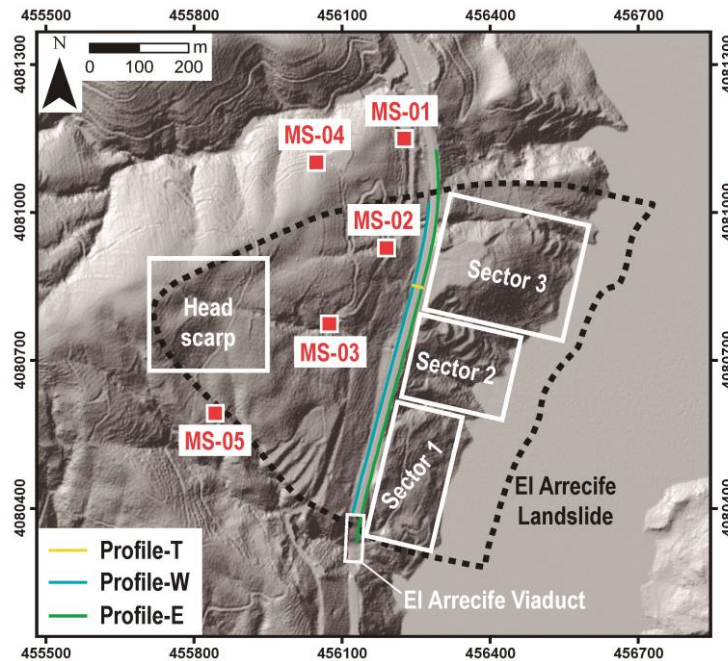 455500 455800 456100 456400 456700
N
0 100 200 m
4081300 4081300
MS-01
MS-04
4081000 4081000
MS-02
Sector 3
Head
scarp
MS-03
4080700 4080700
Sector 2
MS-05
Sector 1
El Arrecife
Landslide
4080400 4080400
Profile-T
Profile-W
Profile-E
El Arrecife Viaduct
455500 455800 456100 456400 456700